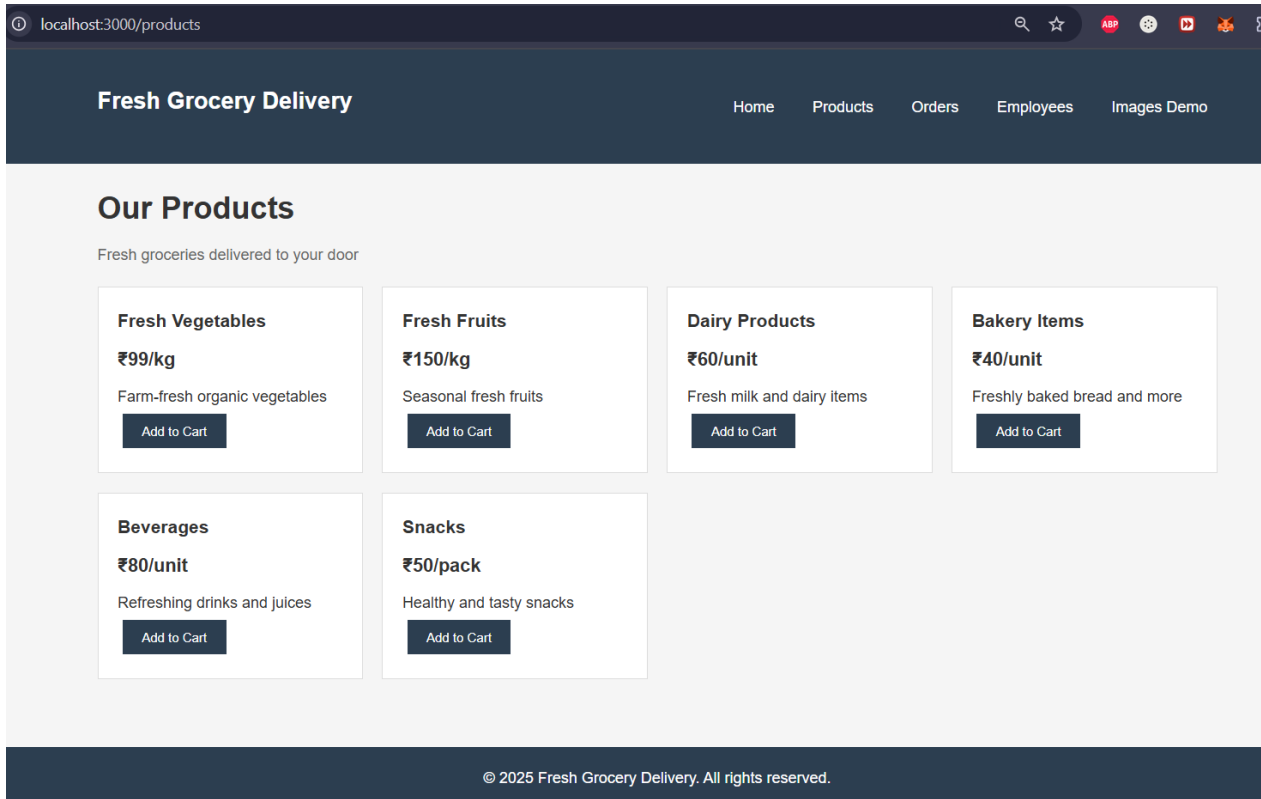 localhost:3000/products
ABP
Fresh Grocery Delivery
Home Products Orders Employees Images Demo
Our Products
Fresh groceries delivered to your door
Fresh Vegetables
₹99/kg
Farm-fresh organic vegetables
Add to Cart
Fresh Fruits
₹150/kg
Seasonal fresh fruits
Add to Cart
Dairy Products
₹60/unit
Fresh milk and dairy items
Add to Cart
Bakery Items
₹40/unit
Freshly baked bread and more
Add to Cart
Beverages
₹80/unit
Refreshing drinks and juices
Add to Cart
Snacks
₹50/pack
Healthy and tasty snacks
Add to Cart
© 2025 Fresh Grocery Delivery. All rights reserved.